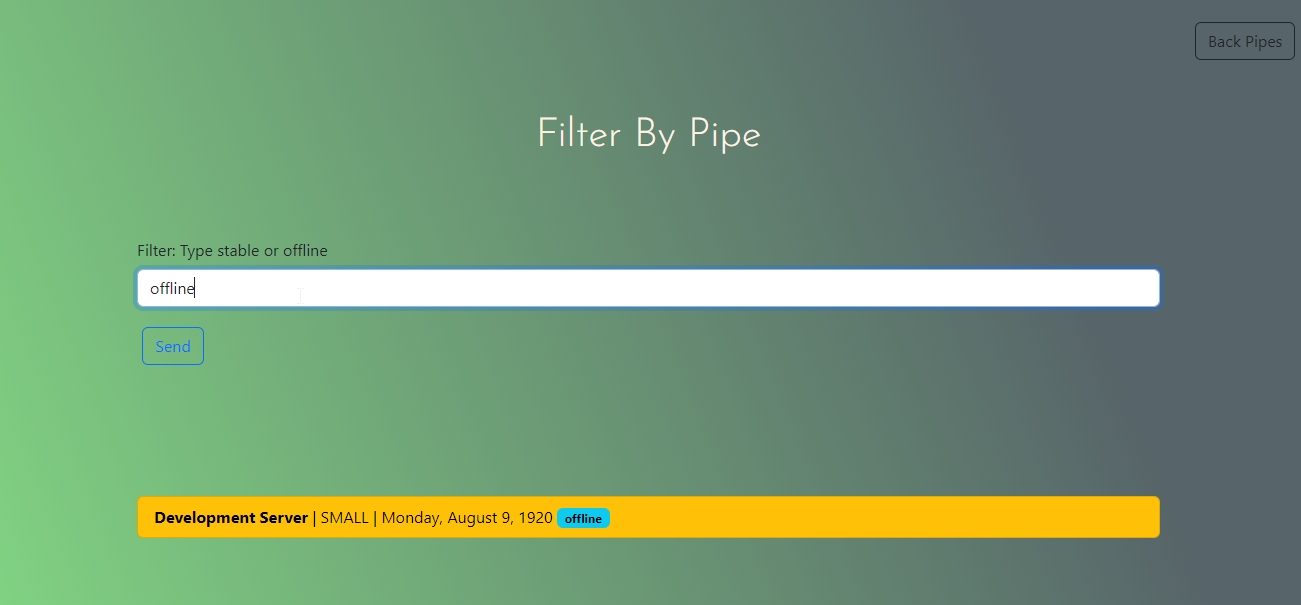 Back Pipes
Filter By Pipe
Filter: Type stable or offline
offline
Send
Development Server | SMALL | Monday, August 9, 1920 offline